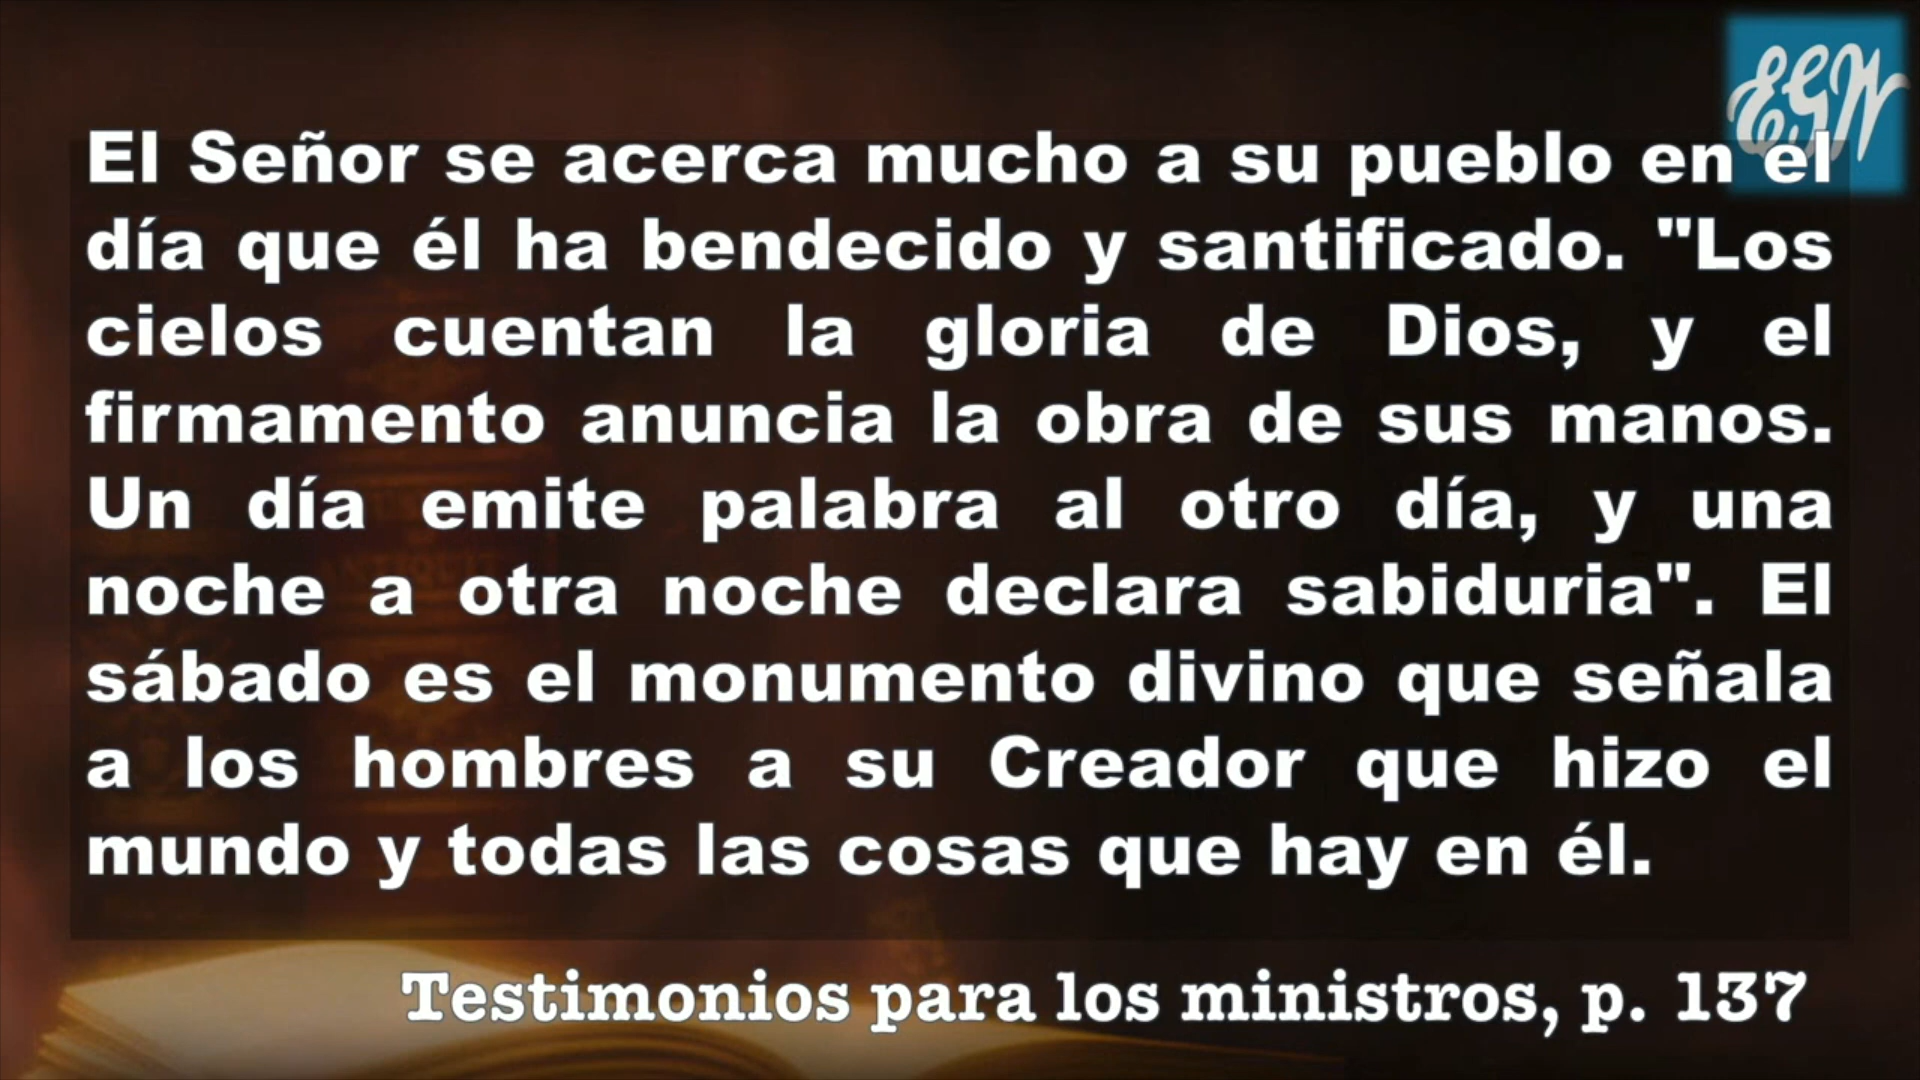 EGW
El Señor se acerca mucho a su pueblo en el
día que él ha bendecido y santificado. "Los
cielos cuentan la gloria de Dios, y el
firmamento anuncia la obra de sus manos.
Un día emite palabra al otro día, y una
noche a otra noche declara sabiduria". El
sábado es el monumento divino que señala
a los hombres a su Creador que hizo el
mundo y todas las cosas que hay en él.
Testimonios para los ministros, p. 137